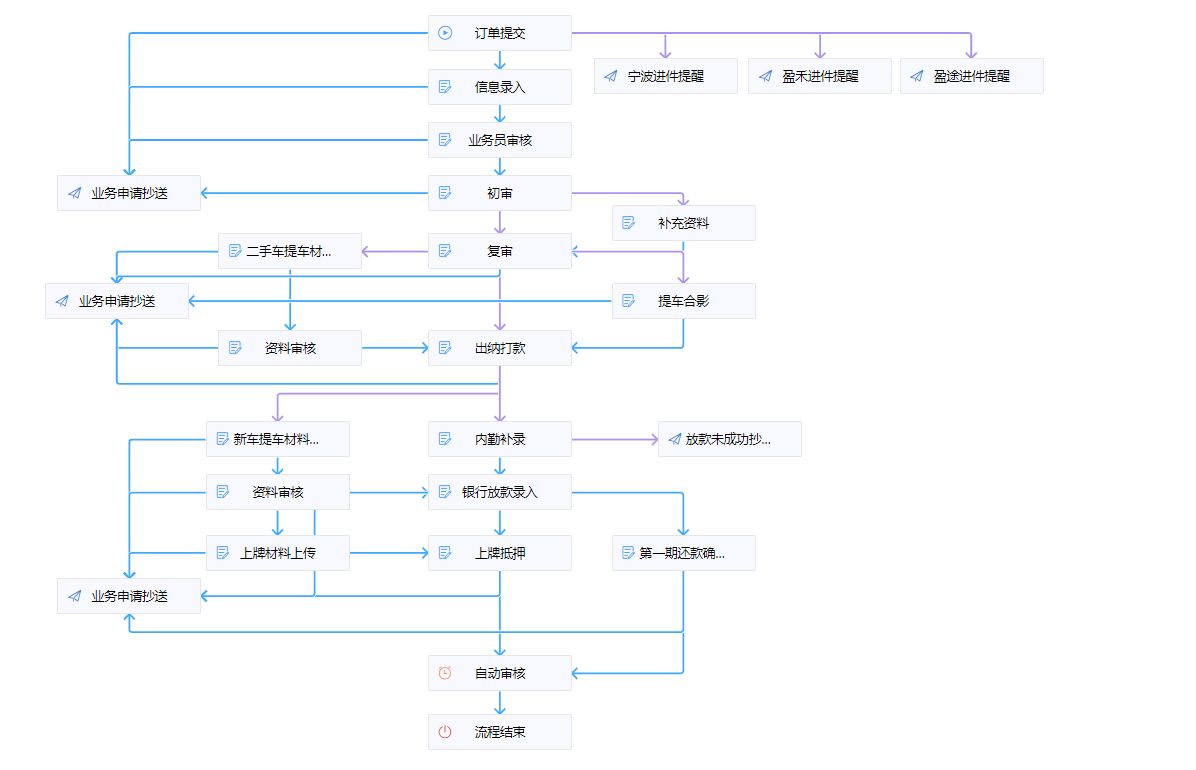 订单提交
宁波进件提醒
盈禾进件提醒
盈途进件提醒
信息录入
业务员审核
业务申请抄送
初审
补充资料
二手车提车材...
复审
业务申请抄送
提车合影
资料审核
出纳打款
新车提车材料...
内勤补录
放款未成功抄...
资料审核
银行放款录入
上牌材料上传
上牌抵押
第一期还款确...
业务申请抄送
自动审核
流程结束